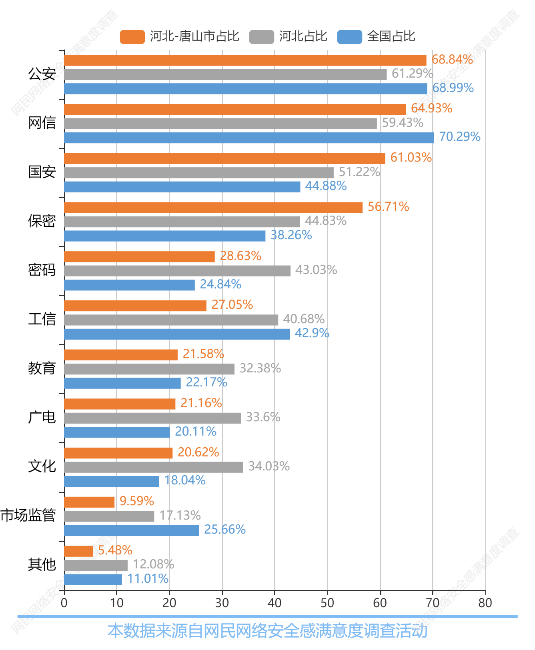 河北-唐山市占比 河北占比 全国占比
公安 68.84% 61.29% 68.99%
网信 64.93% 59.43% 70.29%
国安 61.03% 51.22% 44.88%
保密 56.71% 44.83% 38.26%
密码 28.63% 43.03% 24.84%
工信 27.05% 40.68% 42.9%
教育 21.58% 32.38% 22.17%
广电 21.16% 33.6% 20.11%
文化 20.62% 34.03% 18.04%
市场监管 9.59% 17.13% 25.66%
其他 5.48% 12.08% 11.01%
0 10 20 30 40 50 60 70 80
本数据来源自网民网络安全感满意度调查活动